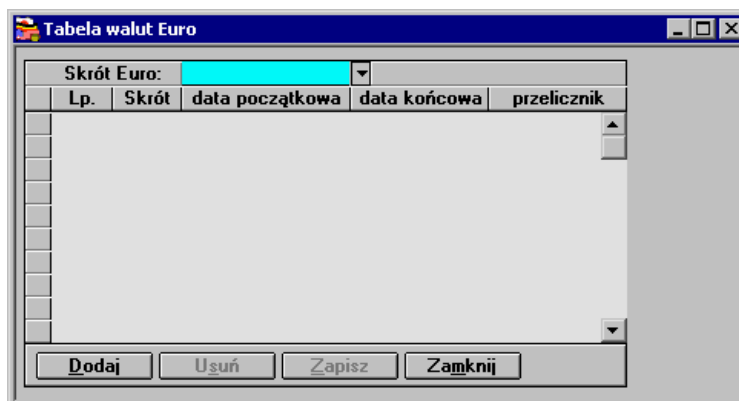 Tabela walut Euro
Skrót Euro:
Lp. Skrót data początkowa data końcowa przelicznik
Dodaj Usuń Zapisz Zamknij